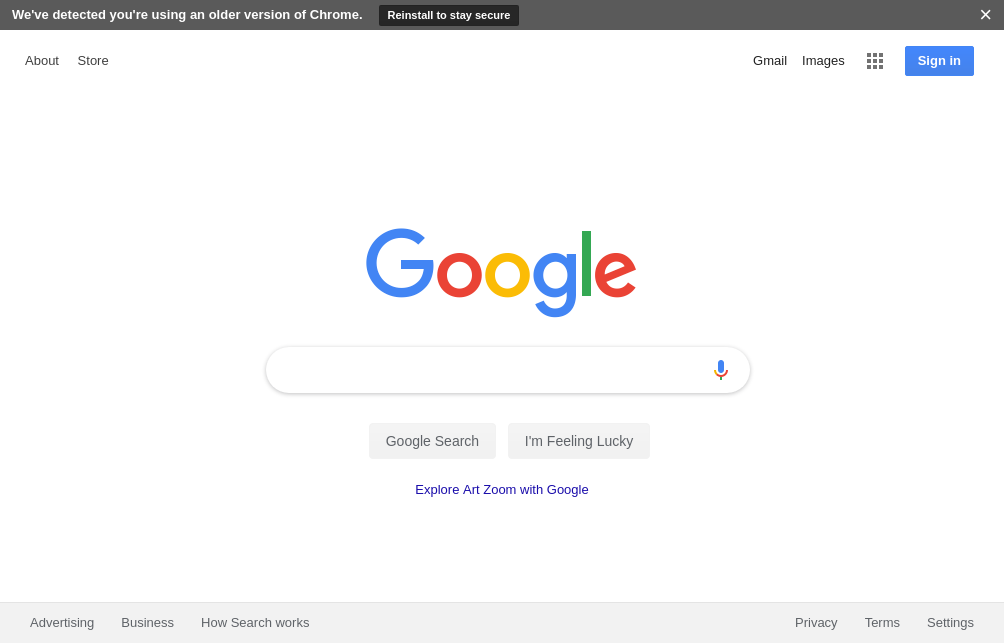 We've detected you're using an older version of Chrome. Reinstall to stay secure
About Store Gmail Images Sign in
Google
Google Search I'm Feeling Lucky
Explore Art Zoom with Google
Advertising Business How Search works Privacy Terms Settings